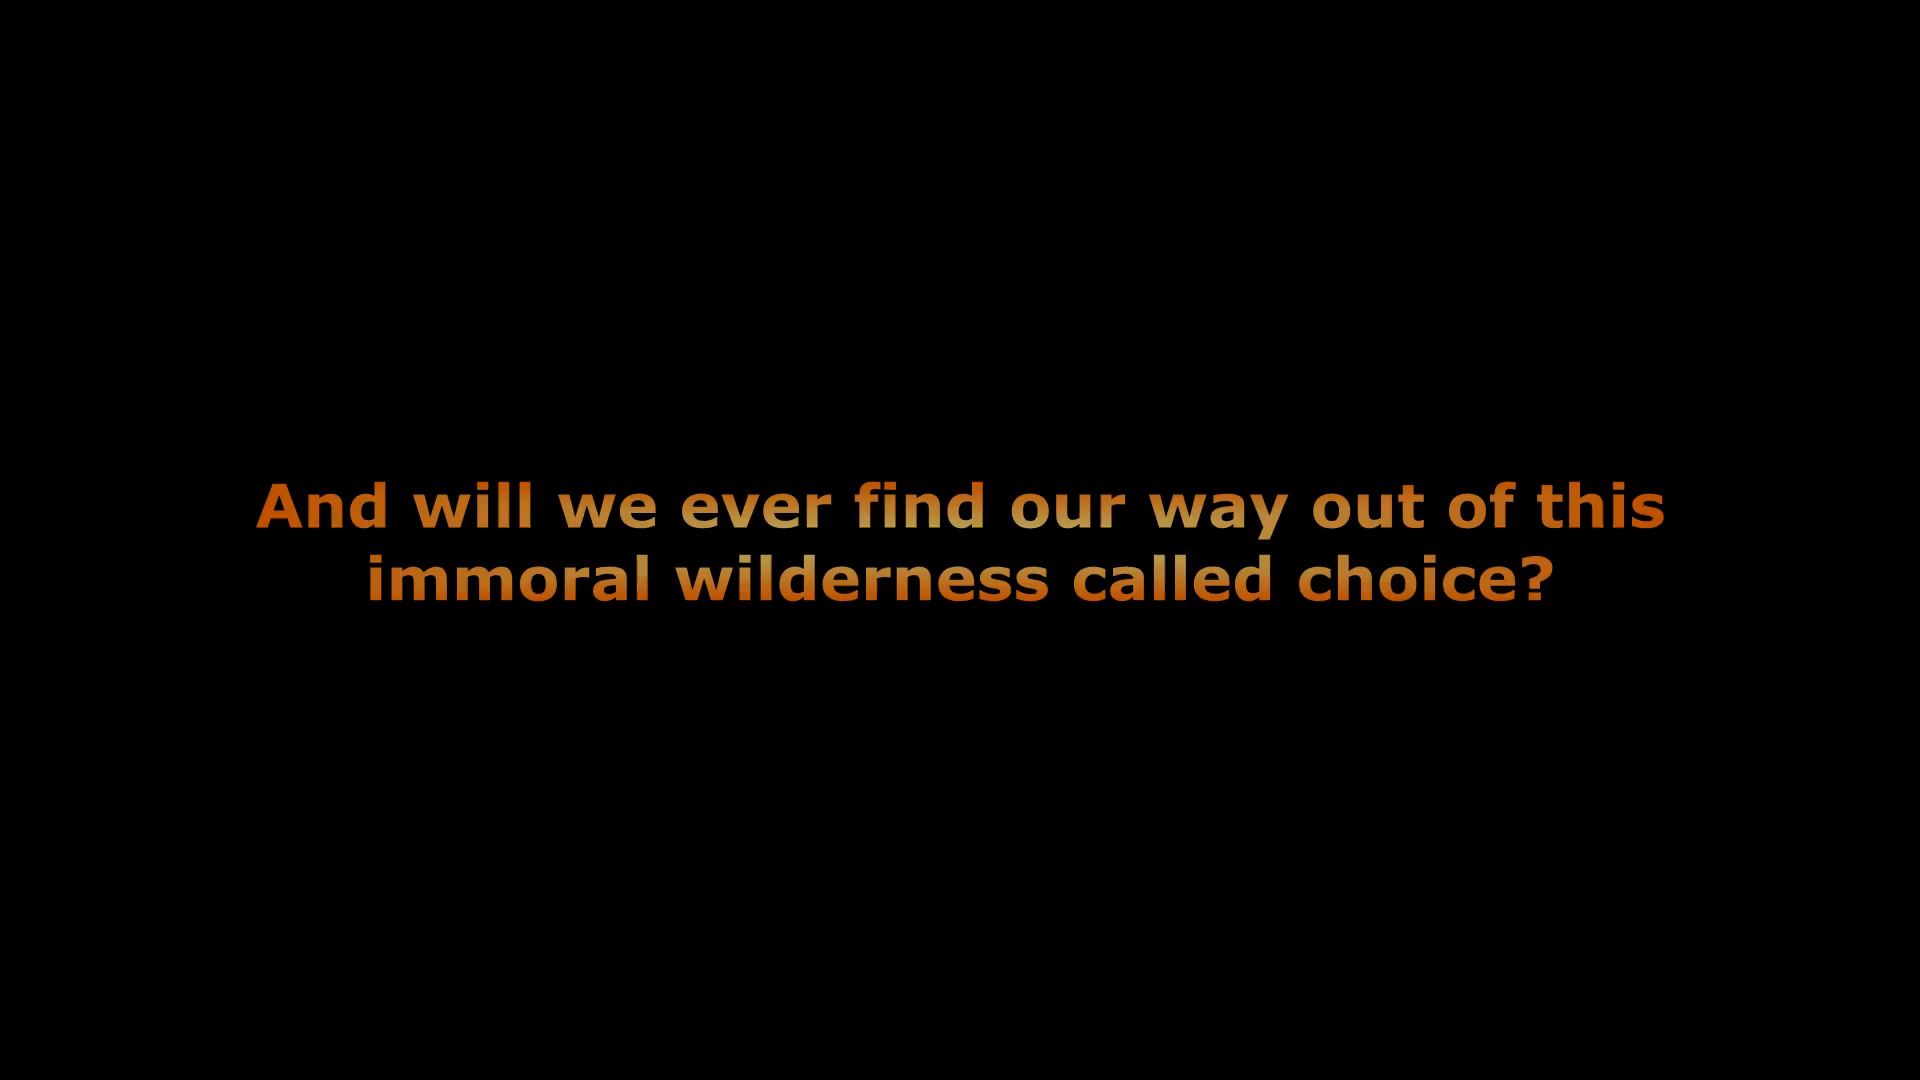 And will we ever find our way out of this
immoral wilderness called choice?